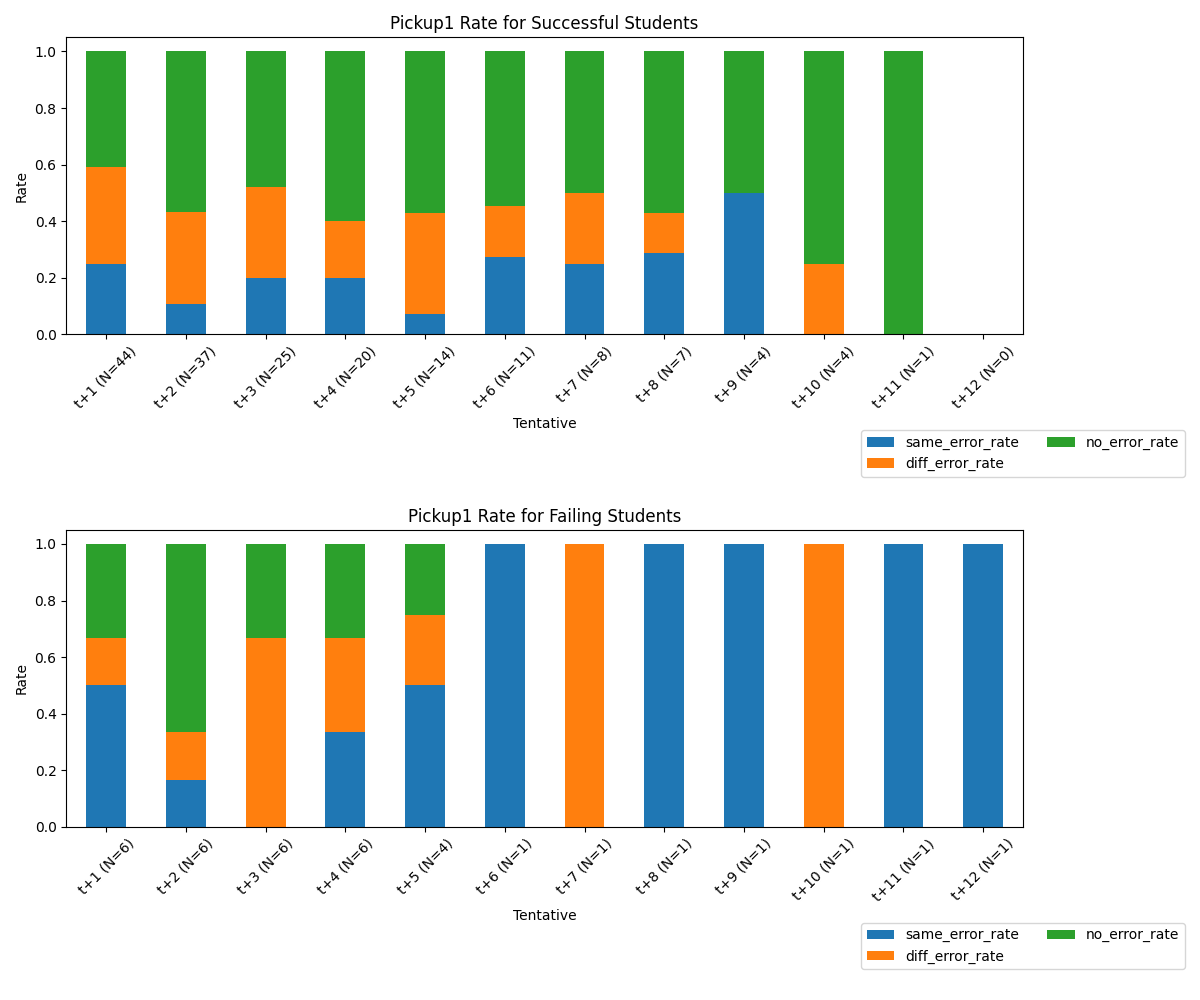 Pickup1 Rate for Successful Students
1.0
0.8
0.6
0.4
0.2
0.0
Rate
t+1 (N=44)
t+2 (N=37)
t+3 (N=25)
t+4 (N=20)
t+5 (N=14)
t+6 (N=11)
t+7 (N=8)
t+8 (N=7)
t+9 (N=4)
t+10 (N=4)
t+11 (N=1)
t+12 (N=0)
Tentative
same_error_rate
diff_error_rate
no_error_rate
Pickup1 Rate for Failing Students
1.0
0.8
0.6
0.4
0.2
0.0
Rate
t+1 (N=6)
t+2 (N=6)
t+3 (N=6)
t+4 (N=6)
t+5 (N=4)
t+6 (N=1)
t+7 (N=1)
t+8 (N=1)
t+9 (N=1)
t+10 (N=1)
t+11 (N=1)
t+12 (N=1)
Tentative
same_error_rate
diff_error_rate
no_error_rate